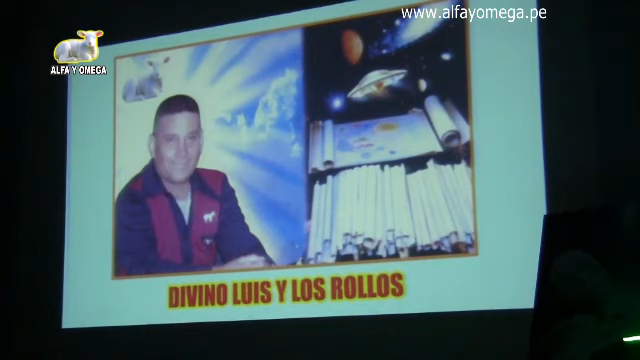 www.alfayomega.pe
ALFA Y OMEGA
DIVINO LUIS Y LOS ROLLOS